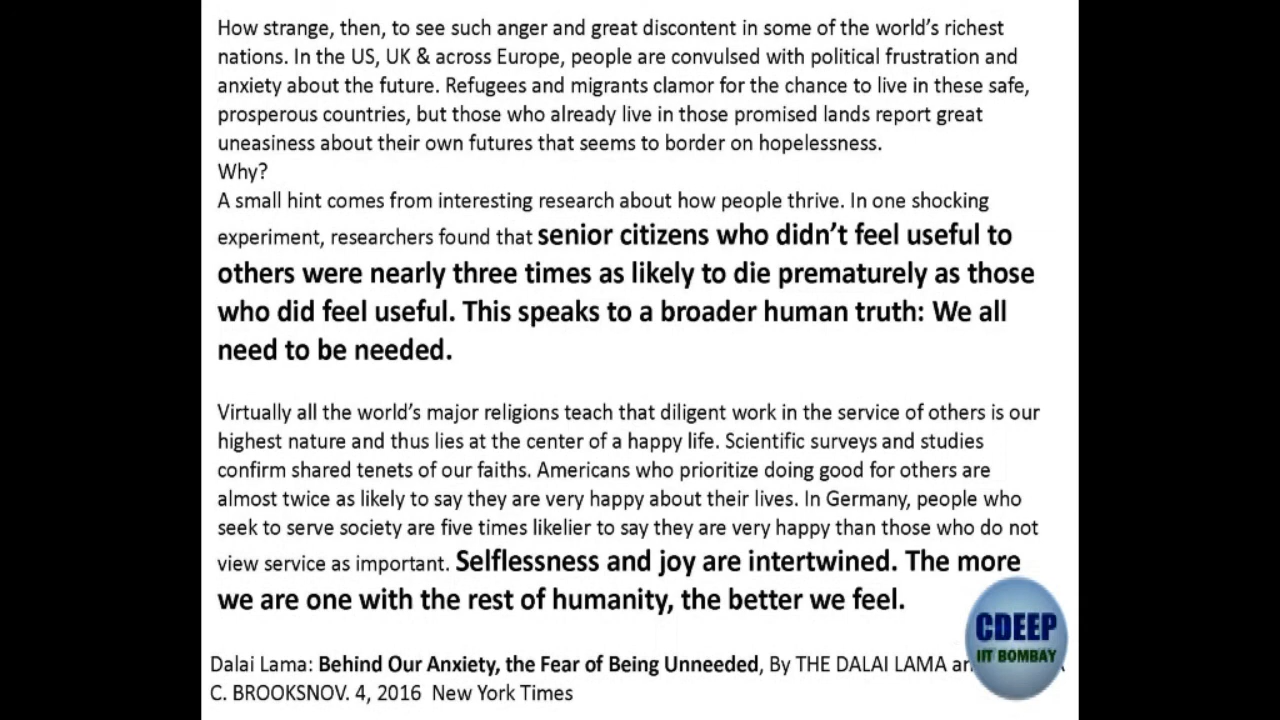 How strange, then, to see such anger and great discontent in some of the world's richest
nations. In the US, UK & across Europe, people are convulsed with political frustration and
anxiety about the future. Refugees and migrants clamor for the chance to live in these safe,
prosperous countries, but those who already live in those promised lands report great
uneasiness about their own futures that seems to border on hopelessness.
Why?
A small hint comes from interesting research about how people thrive. In one shocking
experiment, researchers found that senior citizens who didn't feel useful to
others were nearly three times as likely to die prematurely as those
who did feel useful. This speaks to a broader human truth: We all
need to be needed.
Virtually all the world's major religions teach that diligent work in the service of others is our
highest nature and thus lies at the center of a happy life. Scientific surveys and studies
confirm shared tenets of our faiths. Americans who prioritize doing good for others are
almost twice as likely to say they are very happy about their lives. In Germany, people who
seek to serve society are five times likelier to say they are very happy than those who do not
view service as important. Selflessness and joy are intertwined. The more
we are one with the rest of humanity, the better we feel.
Dalai Lama: Behind Our Anxiety, the Fear of Being Unneeded, By THE DALAI LAMA
C. BROOKSNOV. 4, 2016 New York Times
CDEEP
IIT BOMBAY